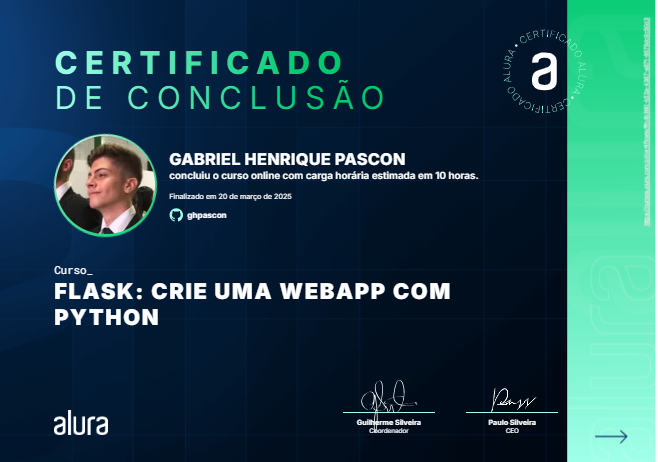 CERTIFICADO
DE CONCLUSÃO
CERTIFICADO ALURA • CERTIFICADO ALURA •
a
GABRIEL HENRIQUE PASCON
concluiu o curso online com carga horária estimada em 10 horas.
Finalizado em 20 de março de 2025
ghpascon
Curso_
FLASK: CRIE UMA WEBAPP COM
PYTHON
alura
Guilherme Silveira
Coordenador
Paulo Silveira
CEO
alura